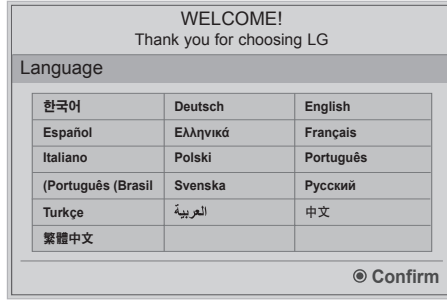 WELCOME!
Thank you for choosing LG
Language
한국어 Deutsch English
Español Ελληνικά Français
Italiano Polski Português
(Português (Brasil Svenska Русский
Turkçe العربية 中文
繁體中文
Confirm